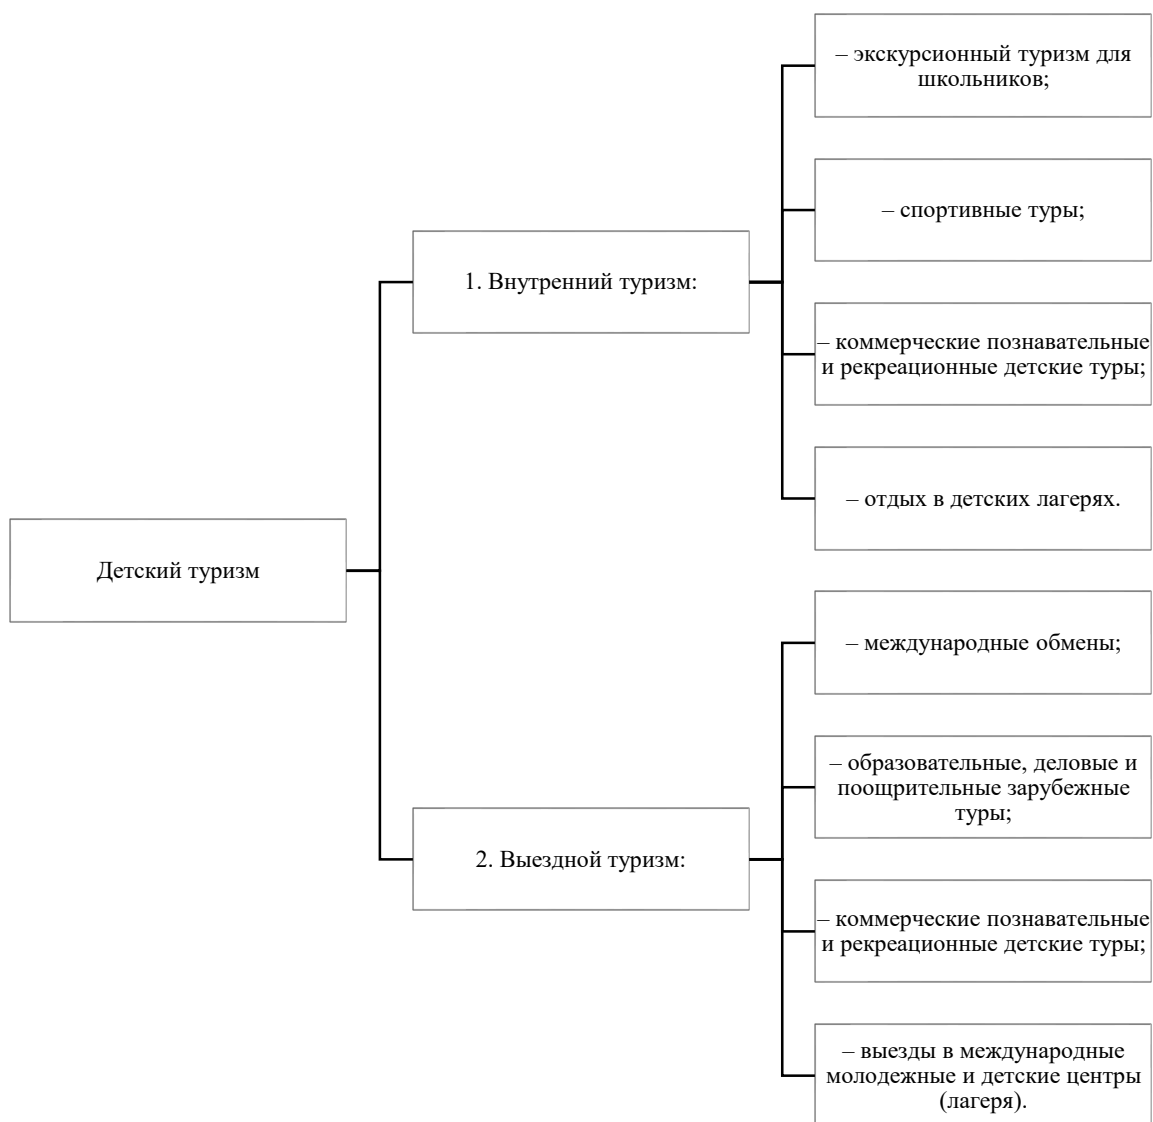 Детский туризм
1. Внутренний туризм:
– экскурсионный туризм для
школьников;
– спортивные туры;
– коммерческие познавательные
и рекреационные детские туры;
– отдых в детских лагерях.
2. Выездной туризм:
– международные обмены;
– образовательные, деловые и
поощрительные зарубежные
туры;
– коммерческие познавательные
и рекреационные детские туры;
– выезды в международные
молодежные и детские центры
(лагеря).